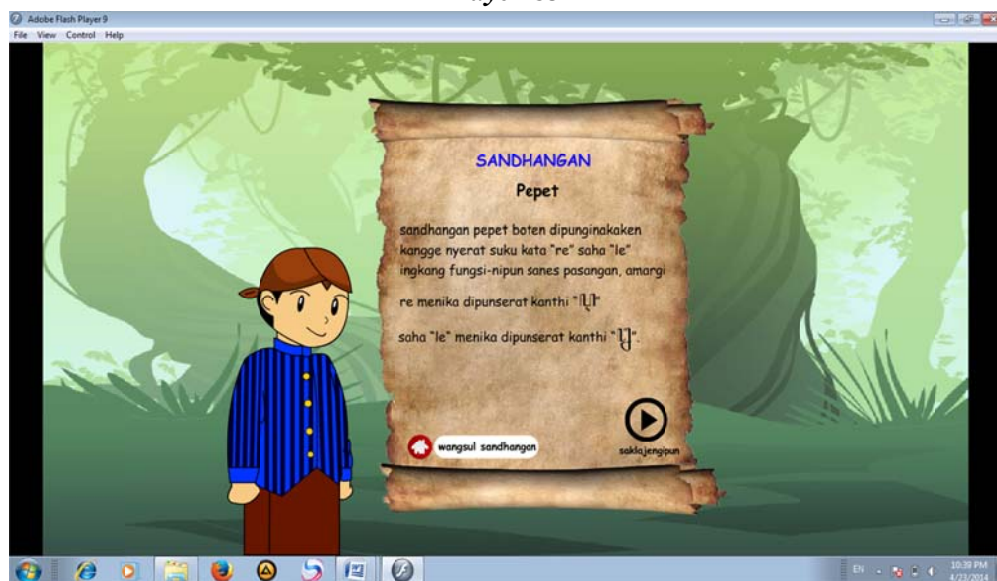 Adobe Flash Player 9
File View Control Help
SANDHANGAN
Pepet
sandhangan pepet boten dipunginakaken
kangge nyerat suku kata "re" saha "le"
ingkang fungsi-nipun sanes pasangan, amargi
re menika dipunserat kanthi "ꦉ"
saha "le" menika dipunserat kanthi "ꦊ".
wangsul sandhangan
saklajengipun
EN
10:39 PM
4/23/2014